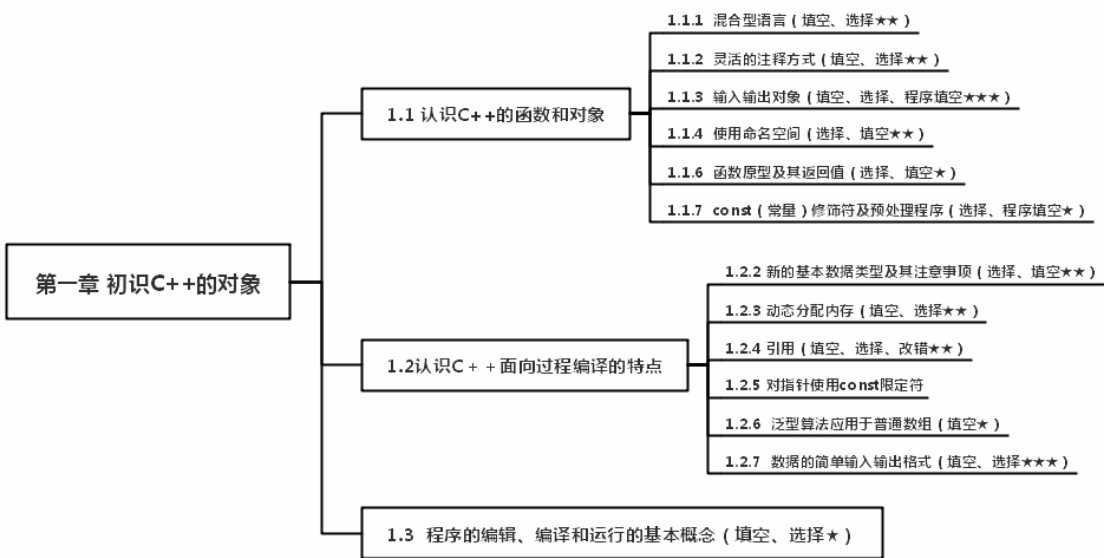 第一章 初识C++的对象
1.1 认识C++的函数和对象
1.1.1 混合型语言（填空、选择★★）
1.1.2 灵活的注释方式（填空、选择★★）
1.1.3 输入输出对象（填空、选择、程序填空★★★）
1.1.4 使用命名空间（选择、填空★★）
1.1.6 函数原型及其返回值（选择、填空★）
1.1.7 const（常量）修饰符及预处理程序（选择、程序填空★）
1.2认识C++面向过程编译的特点
1.2.2 新的基本数据类型及其注意事项（选择、填空★★）
1.2.3 动态分配内存（填空、选择★★）
1.2.4 引用（填空、选择、改错★★）
1.2.5 对指针使用const限定符
1.2.6 泛型算法应用于普通数组（填空★）
1.2.7 数据的简单输入输出格式（填空、选择★★★）
1.3 程序的编辑、编译和运行的基本概念（填空、选择★）